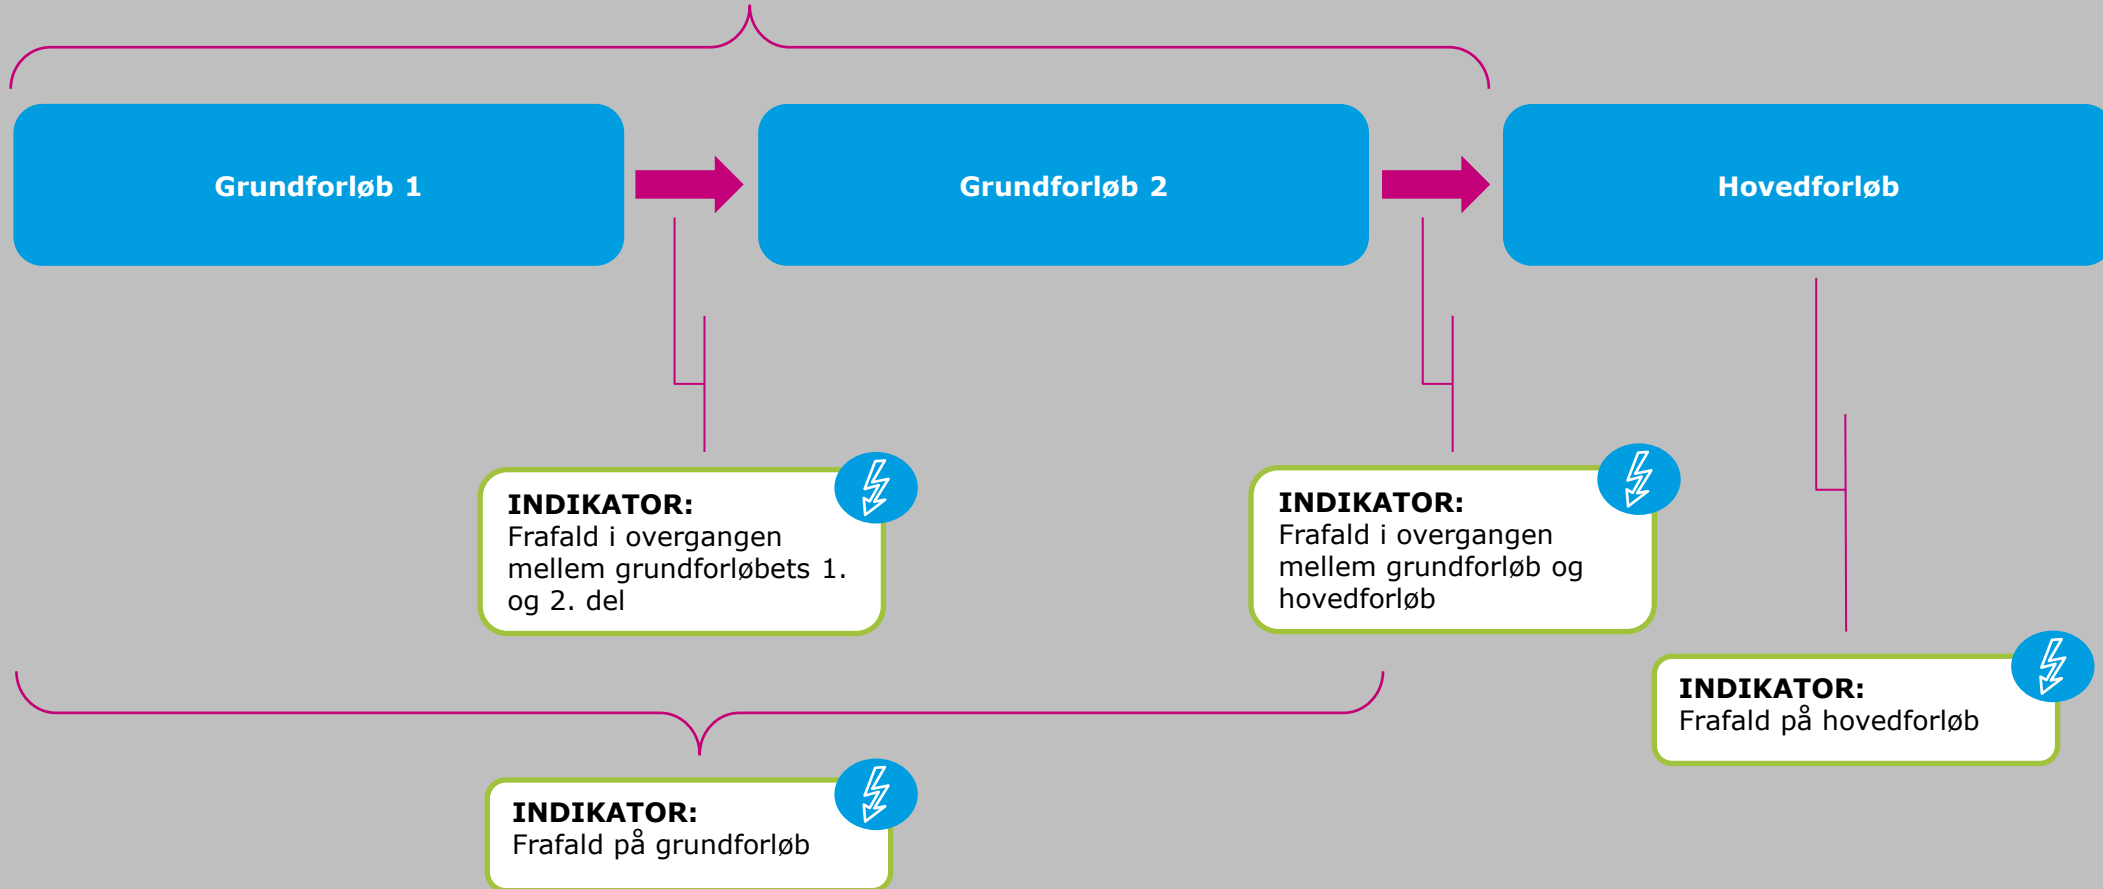 Grundforløb 1
Grundforløb 2
Hovedforløb
INDIKATOR:
Frafald i overgangen
mellem grundforløbets 1.
og 2. del
INDIKATOR:
Frafald i overgangen
mellem grundforløb og
hovedforløb
INDIKATOR:
Frafald på hovedforløb
INDIKATOR:
Frafald på grundforløb